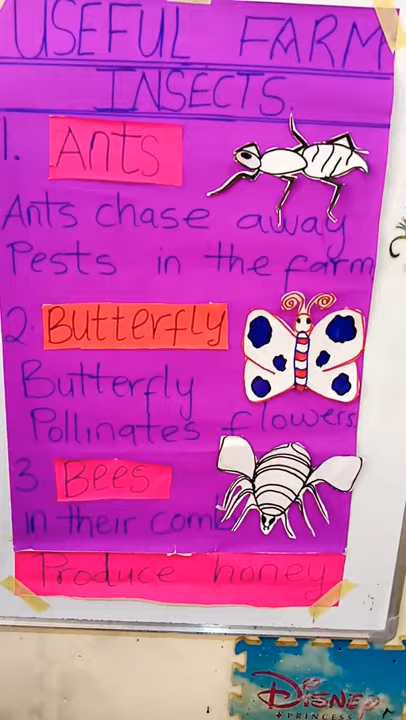 USEFUL FARM
INSECTS.
1. Ants
Ants chase away
Pests in the farm
2. Butterfly
Butterfly
Pollinates flowers
3 Bees
in their comb
Produce honey
DISNEY
PRINCESS